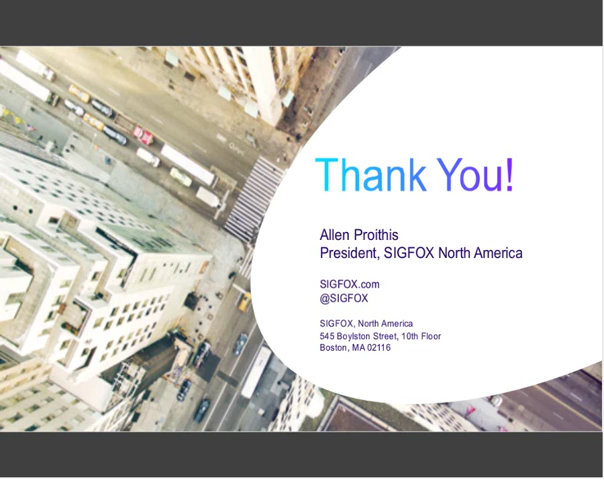 Thank You!
Allen Proithis
President, SIGFOX North America
SIGFOX.com
@SIGFOX
SIGFOX, North America
545 Boylston Street, 10th Floor
Boston, MA 02116